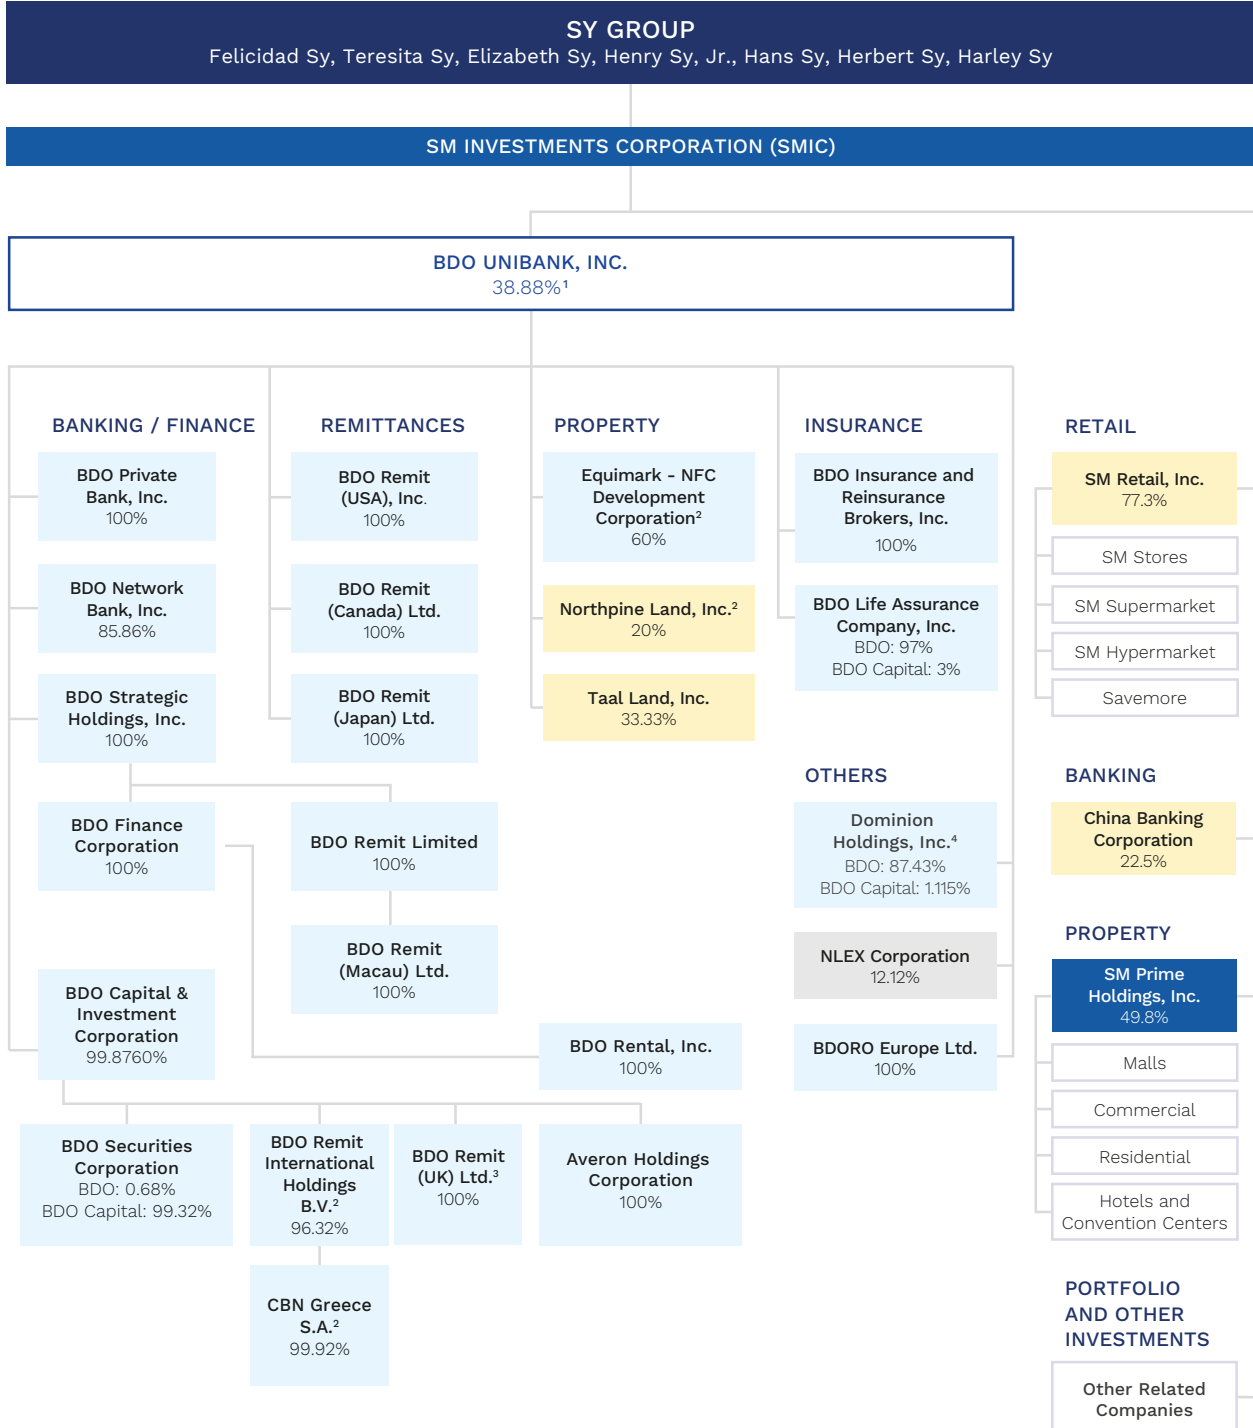 SY GROUP
Felicidad Sy, Teresita Sy, Elizabeth Sy, Henry Sy, Jr., Hans Sy, Herbert Sy, Harley Sy
SM INVESTMENTS CORPORATION (SMIC)
BDO UNIBANK, INC.
38.88%¹
BANKING / FINANCE
BDO Private
Bank, Inc.
100%
BDO Network
Bank, Inc.
85.86%
BDO Strategic
Holdings, Inc.
100%
BDO Finance
Corporation
100%
BDO Capital &
Investment
Corporation
99.8760%
REMITTANCES
BDO Remit
(USA), Inc.
100%
BDO Remit
(Canada) Ltd.
100%
BDO Remit
(Japan) Ltd.
100%
BDO Remit Limited
100%
BDO Remit
(Macau) Ltd.
100%
PROPERTY
Equimark - NFC
Development
Corporation²
60%
Northpine Land, Inc.²
20%
Taal Land, Inc.
33.33%
BDO Rental, Inc.
100%
BDO Securities
Corporation
BDO: 0.68%
BDO Capital: 99.32%
BDO Remit
International
Holdings
B.V.²
96.32%
BDO Remit
(UK) Ltd.³
100%
Averon Holdings
Corporation
100%
CBN Greece
S.A.²
99.92%
INSURANCE
BDO Insurance and
Reinsurance
Brokers, Inc.
100%
BDO Life Assurance
Company, Inc.
BDO: 97%
BDO Capital: 3%
OTHERS
Dominion
Holdings, Inc.⁴
BDO: 87.43%
BDO Capital: 1.115%
NLEX Corporation
12.12%
BDORO Europe Ltd.
100%
RETAIL
SM Retail, Inc.
77.3%
SM Stores
SM Supermarket
SM Hypermarket
Savemore
BANKING
China Banking
Corporation
22.5%
PROPERTY
SM Prime
Holdings, Inc.
49.8%
Malls
Commercial
Residential
Hotels and
Convention Centers
PORTFOLIO
AND OTHER
INVESTMENTS
Other Related
Companies